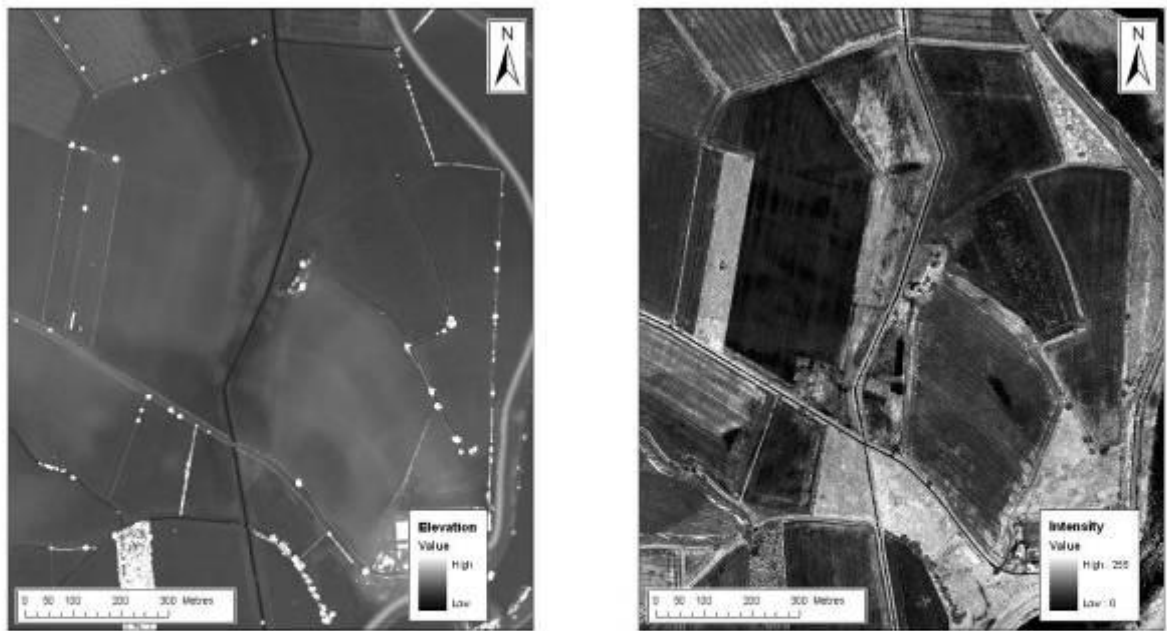 N
Elevation
Value
High
Low
0 50 100 200 300 Metres
N
Intensity
Value
High : 255
Low : 0
0 50 100 200 300 Metres